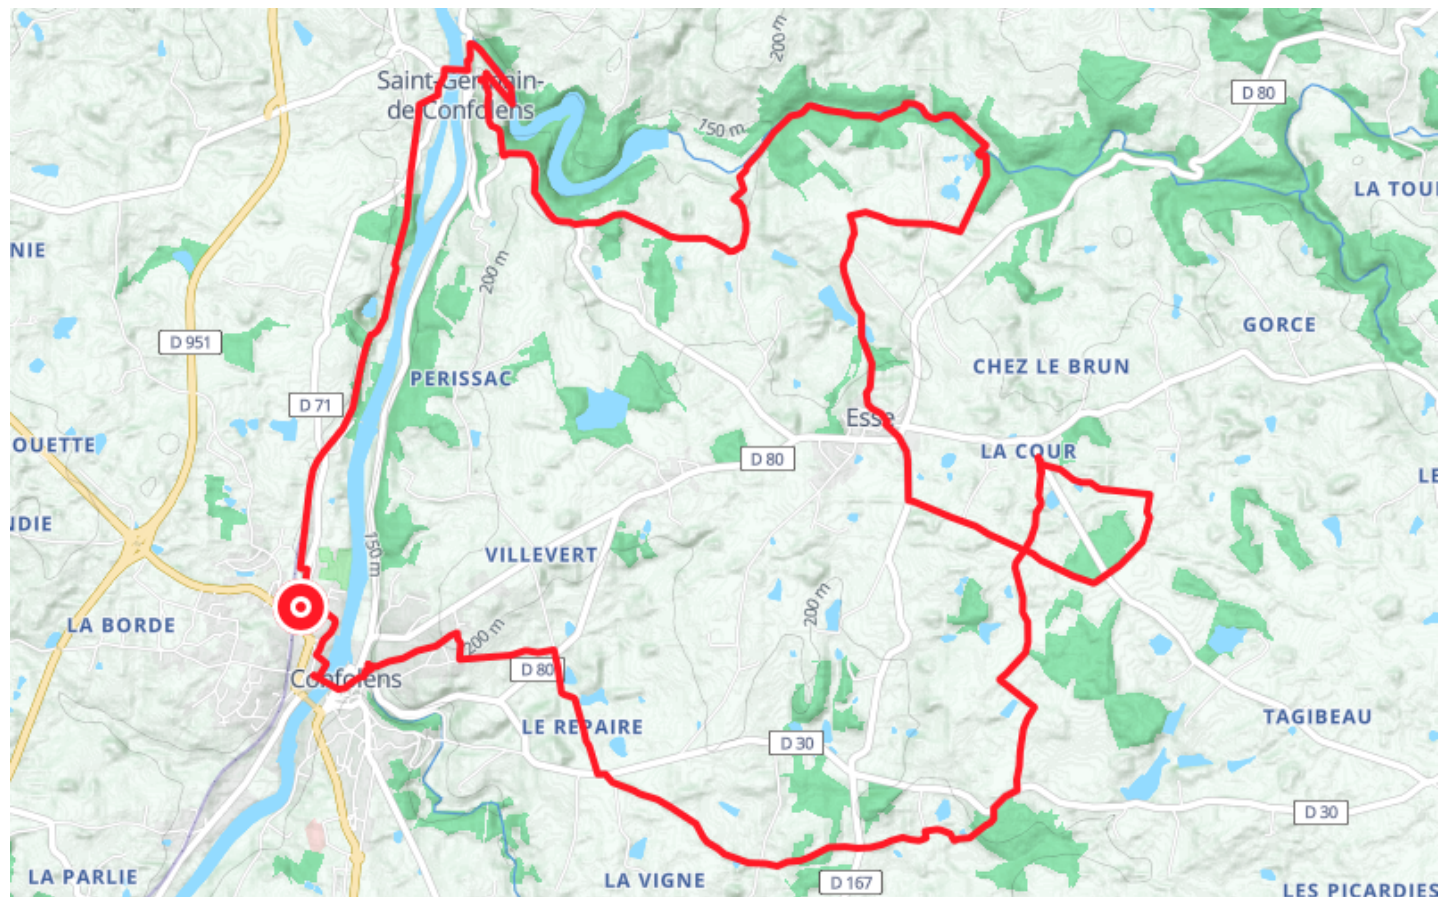 200 m
Saint-Germain-
de Confolens
D 80
150 m
LA TOUR
NIE
200 m
GORCE
D 951
CHEZ LE BRUN
PERISSAC
D 71
Esse
OUETTE
LA COUR
D 80
LE
NDIE
150 m
VILLEVERT
200 m
LA BORDE
200 m
D 80
Confolens
TAGIBEAU
LE REPAIRE
D 30
D 30
LA PARLIE
LA VIGNE
D 167
LES PICARDIES